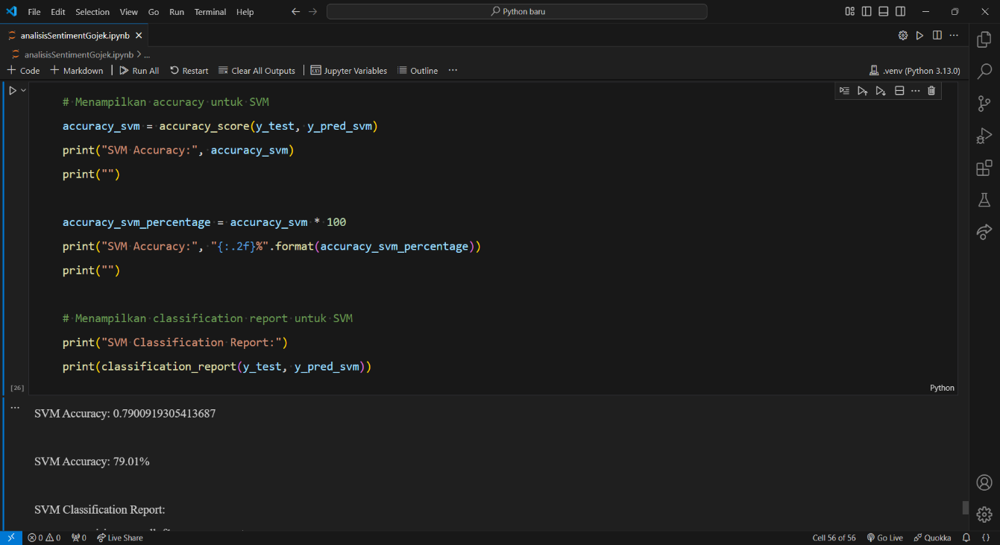 File Edit Selection View Go Run Terminal Help
Python baru
analisisSentimentGojek.ipynb
analisisSentimentGojek.ipynb > ...
+ Code + Markdown | Run All Restart Clear All Outputs | Jupyter Variables Outline ...
.venv (Python 3.13.0)
# Menampilkan accuracy untuk SVM
accuracy_svm = accuracy_score(y_test, y_pred_svm)
print("SVM Accuracy:", accuracy_svm)
print("")
accuracy_svm_percentage = accuracy_svm * 100
print("SVM Accuracy:", "{:.2f}%".format(accuracy_svm_percentage))
print("")
# Menampilkan classification report untuk SVM
print("SVM Classification Report:")
print(classification_report(y_test, y_pred_svm))
[26]
Python
SVM Accuracy: 0.7900919305413687
SVM Accuracy: 79.01%
SVM Classification Report:
0 0 0 Live Share
Cell 56 of 56 Go Live Quokka {}